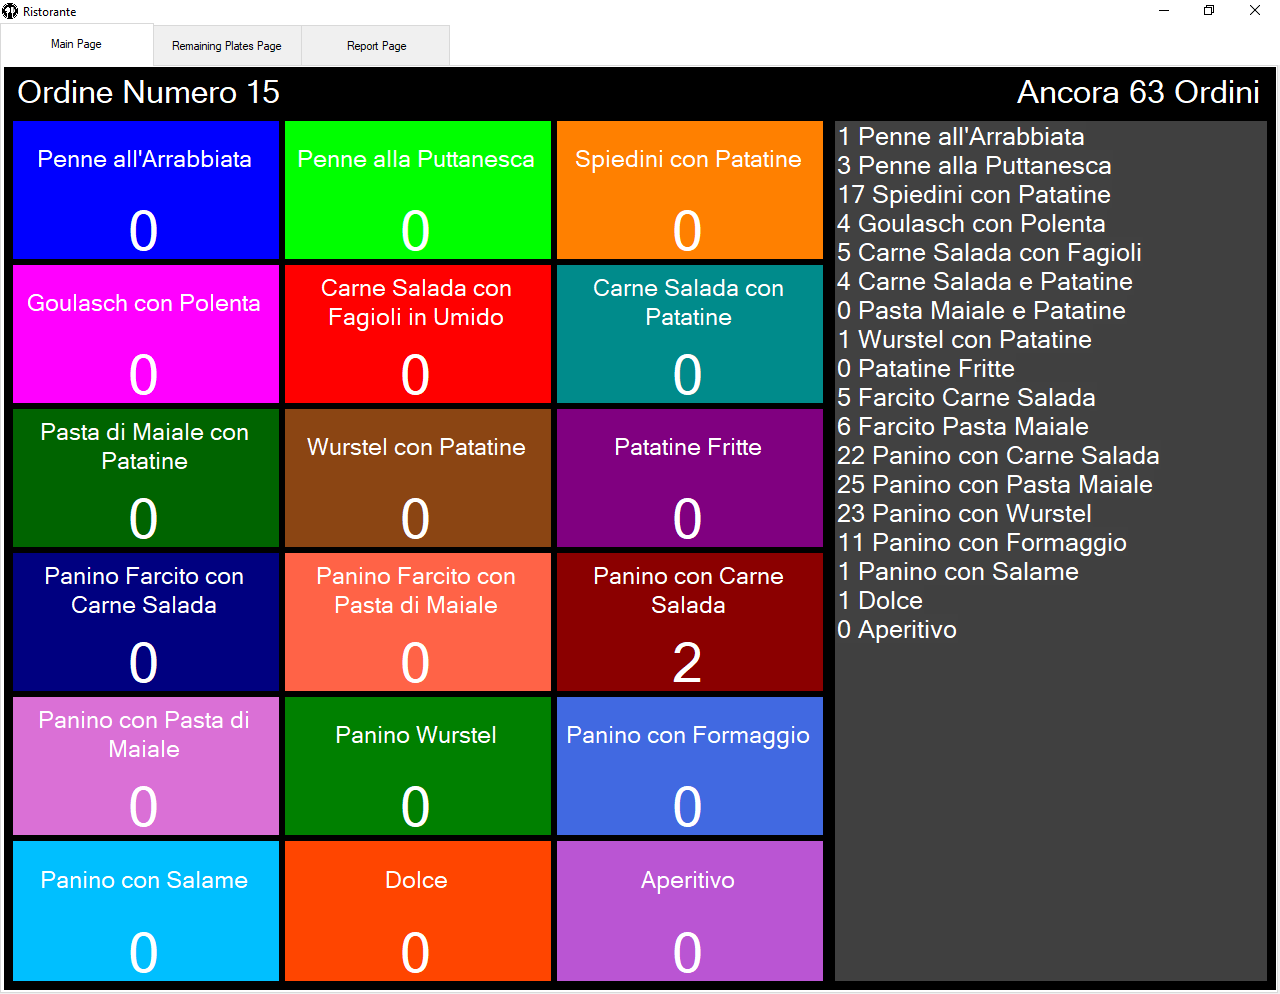 Ristorante
Main Page
Remaining Plates Page
Report Page
Ordine Numero 15
Ancora 63 Ordini
Penne all'Arrabbiata
0
Penne alla Puttanesca
0
Spiedini con Patatine
0
Goulasch con Polenta
0
Carne Salada con
Fagioli in Umido
0
Carne Salada con
Patatine
0
Pasta di Maiale con
Patatine
0
Wurstel con Patatine
0
Patatine Fritte
0
Panino Farcito con
Carne Salada
0
Panino Farcito con
Pasta di Maiale
0
Panino con Carne
Salada
2
Panino con Pasta di
Maiale
0
Panino Wurstel
0
Panino con Formaggio
0
Panino con Salame
0
Dolce
0
Aperitivo
0
1 Penne all'Arrabbiata
3 Penne alla Puttanesca
17 Spiedini con Patatine
4 Goulasch con Polenta
5 Carne Salada con Fagioli
4 Carne Salada e Patatine
0 Pasta Maiale e Patatine
1 Wurstel con Patatine
0 Patatine Fritte
5 Farcito Carne Salada
6 Farcito Pasta Maiale
22 Panino con Carne Salada
25 Panino con Pasta Maiale
23 Panino con Wurstel
11 Panino con Formaggio
1 Panino con Salame
1 Dolce
0 Aperitivo